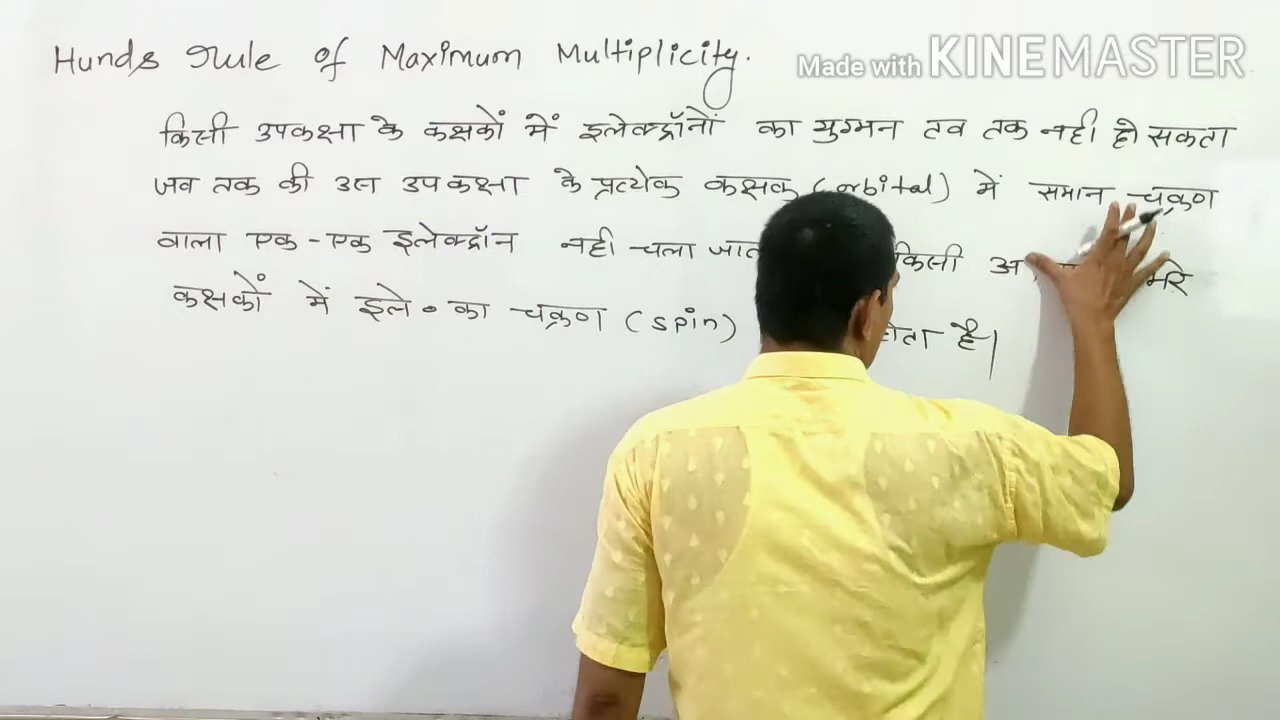 Hunds rule of Maximum Multiplicity.
Made with KINEMASTER
किसी उपकक्षा के कक्षकों में इलेक्ट्रॉनों का युग्मन तब तक नही हो सकता
जब तक की उस उपकक्षा के प्रत्येक कक्षक (orbital) में समान चक्रण
वाला एक-एक इलेक्ट्रॉन नही चला जात किसी
कक्षकों में इले० का चक्रण (spin) होता है।